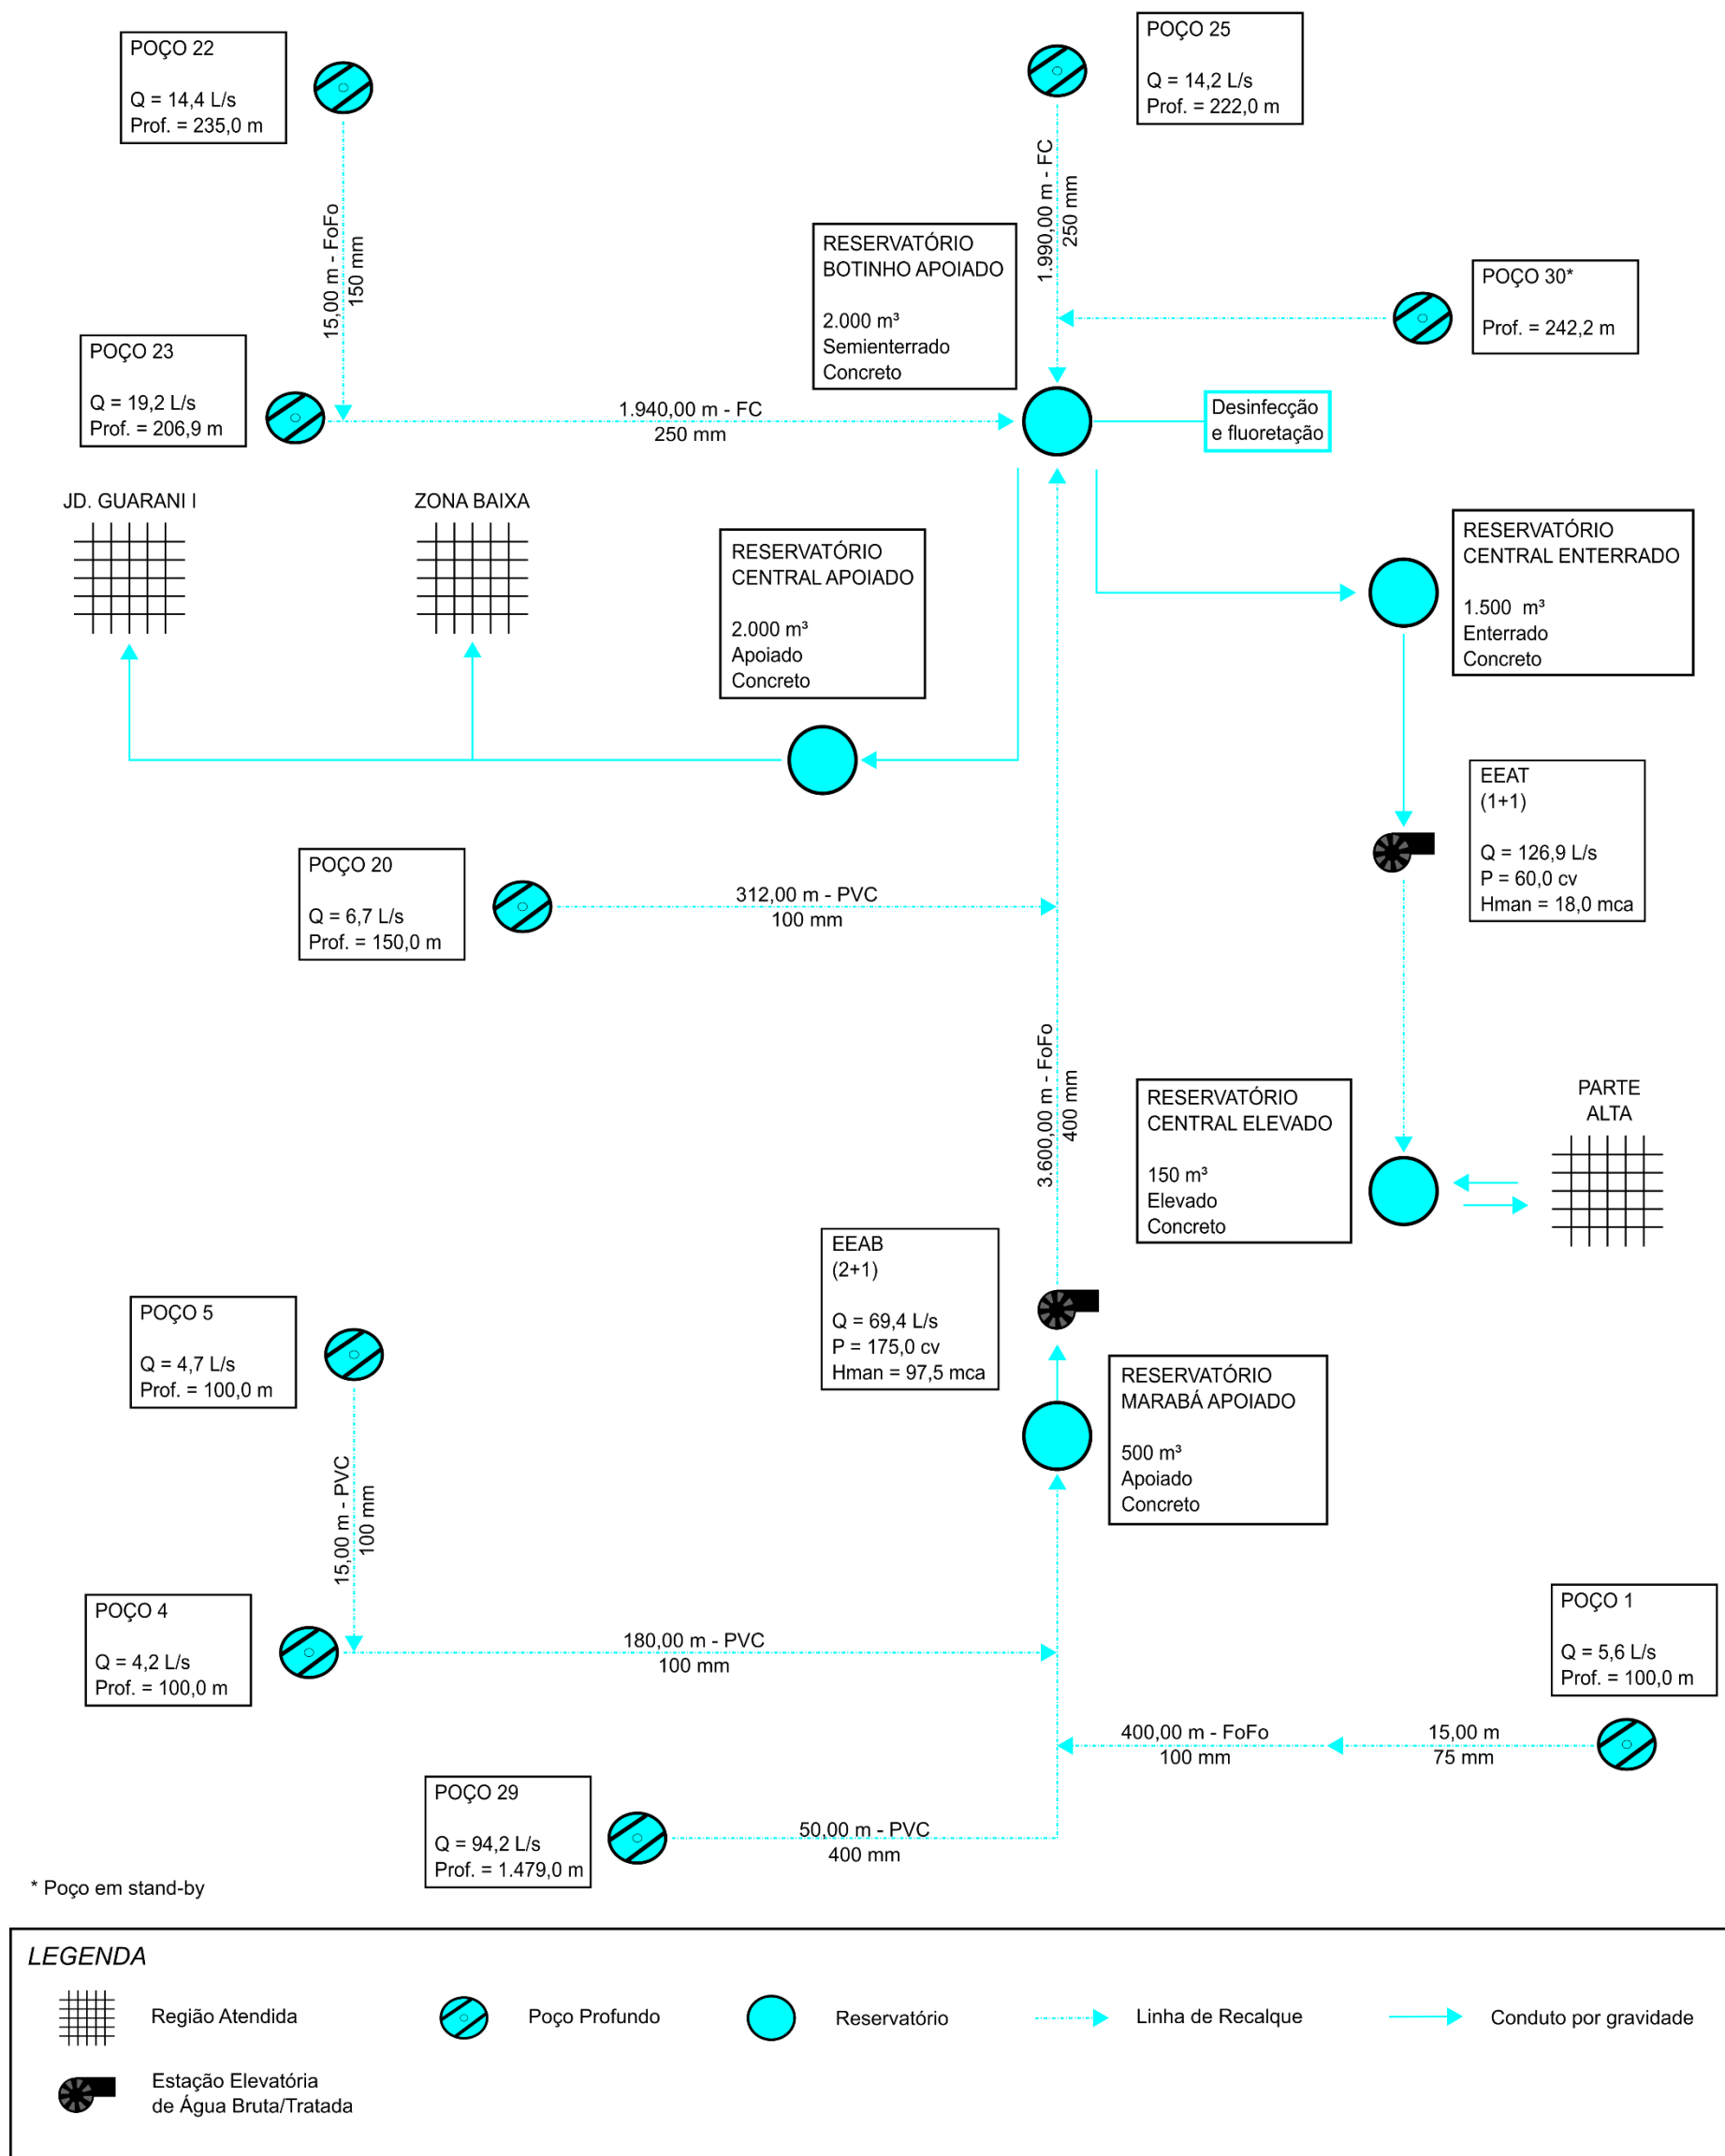 POÇO 22
Q = 14,4 L/s
Prof. = 235,0 m
POÇO 25
Q = 14,2 L/s
Prof. = 222,0 m
15,00 m - FoFo
150 mm
1.990,00 m - FC
250 mm
RESERVATÓRIO
BOTINHO APOIADO
2.000 m³
Semienterrado
Concreto
POÇO 30*
Prof. = 242,2 m
POÇO 23
Q = 19,2 L/s
Prof. = 206,9 m
1.940,00 m - FC
250 mm
Desinfecção
e fluoretação
JD. GUARANI I
ZONA BAIXA
RESERVATÓRIO
CENTRAL APOIADO
2.000 m³
Apoiado
Concreto
RESERVATÓRIO
CENTRAL ENTERRADO
1.500 m³
Enterrado
Concreto
EEAT
(1+1)
Q = 126,9 L/s
P = 60,0 cv
Hman = 18,0 mca
POÇO 20
Q = 6,7 L/s
Prof. = 150,0 m
312,00 m - PVC
100 mm
3.600,00 m - FoFo
400 mm
RESERVATÓRIO
CENTRAL ELEVADO
150 m³
Elevado
Concreto
PARTE
ALTA
EEAB
(2+1)
Q = 69,4 L/s
P = 175,0 cv
Hman = 97,5 mca
POÇO 5
Q = 4,7 L/s
Prof. = 100,0 m
RESERVATÓRIO
MARABÁ APOIADO
500 m³
Apoiado
Concreto
15,00 m - PVC
100 mm
POÇO 4
Q = 4,2 L/s
Prof. = 100,0 m
180,00 m - PVC
100 mm
POÇO 1
Q = 5,6 L/s
Prof. = 100,0 m
400,00 m - FoFo
100 mm
15,00 m
75 mm
POÇO 29
Q = 94,2 L/s
Prof. = 1.479,0 m
50,00 m - PVC
400 mm
* Poço em stand-by
LEGENDA
Região Atendida
Poço Profundo
Reservatório
Linha de Recalque
Conduto por gravidade
Estação Elevatória
de Água Bruta/Tratada